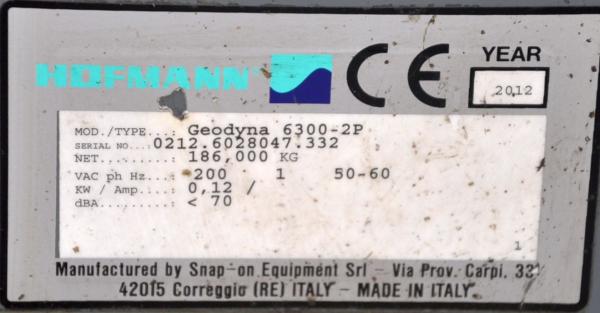 HOFMANN
CE
YEAR
2012
MOD./TYPE...: Geodyna 6300-2P
SERIAL NO...:0212.6028047.332
NET.........: 186,000 KG
VAC ph Hz...: 200 1 50-60
KW / Amp....: 0,12 /
dBA.........: < 70
1
Manufactured by Snap-on Equipment Srl - Via Prov. Carpi, 33
42015 Correggio (RE) ITALY - MADE IN ITALY